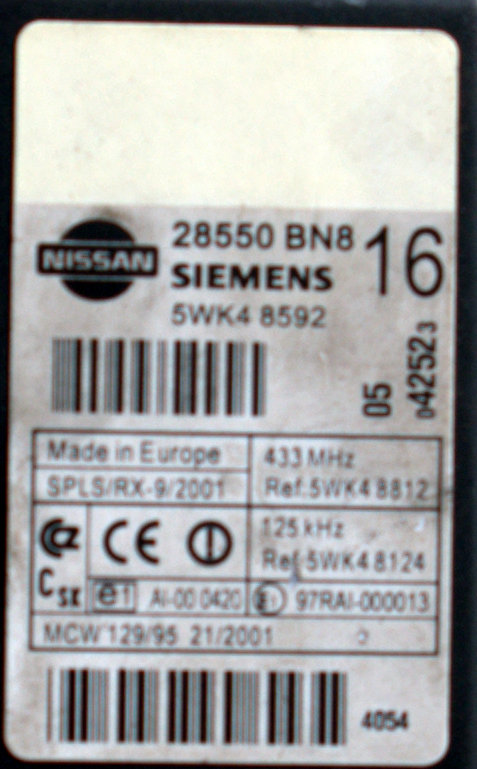 NISSAN
28550 BN8 16
SIEMENS
5WK4 8592
05
042523
Made in Europe
433 MHz
SPLS/RX-9/2001
Ref.5WK4 8812
CE
125 kHz
Ref.5WK4 8124
C SK
e1
AI-00 0420
97RAI-000013
MCW 129/95 21/2001
4054